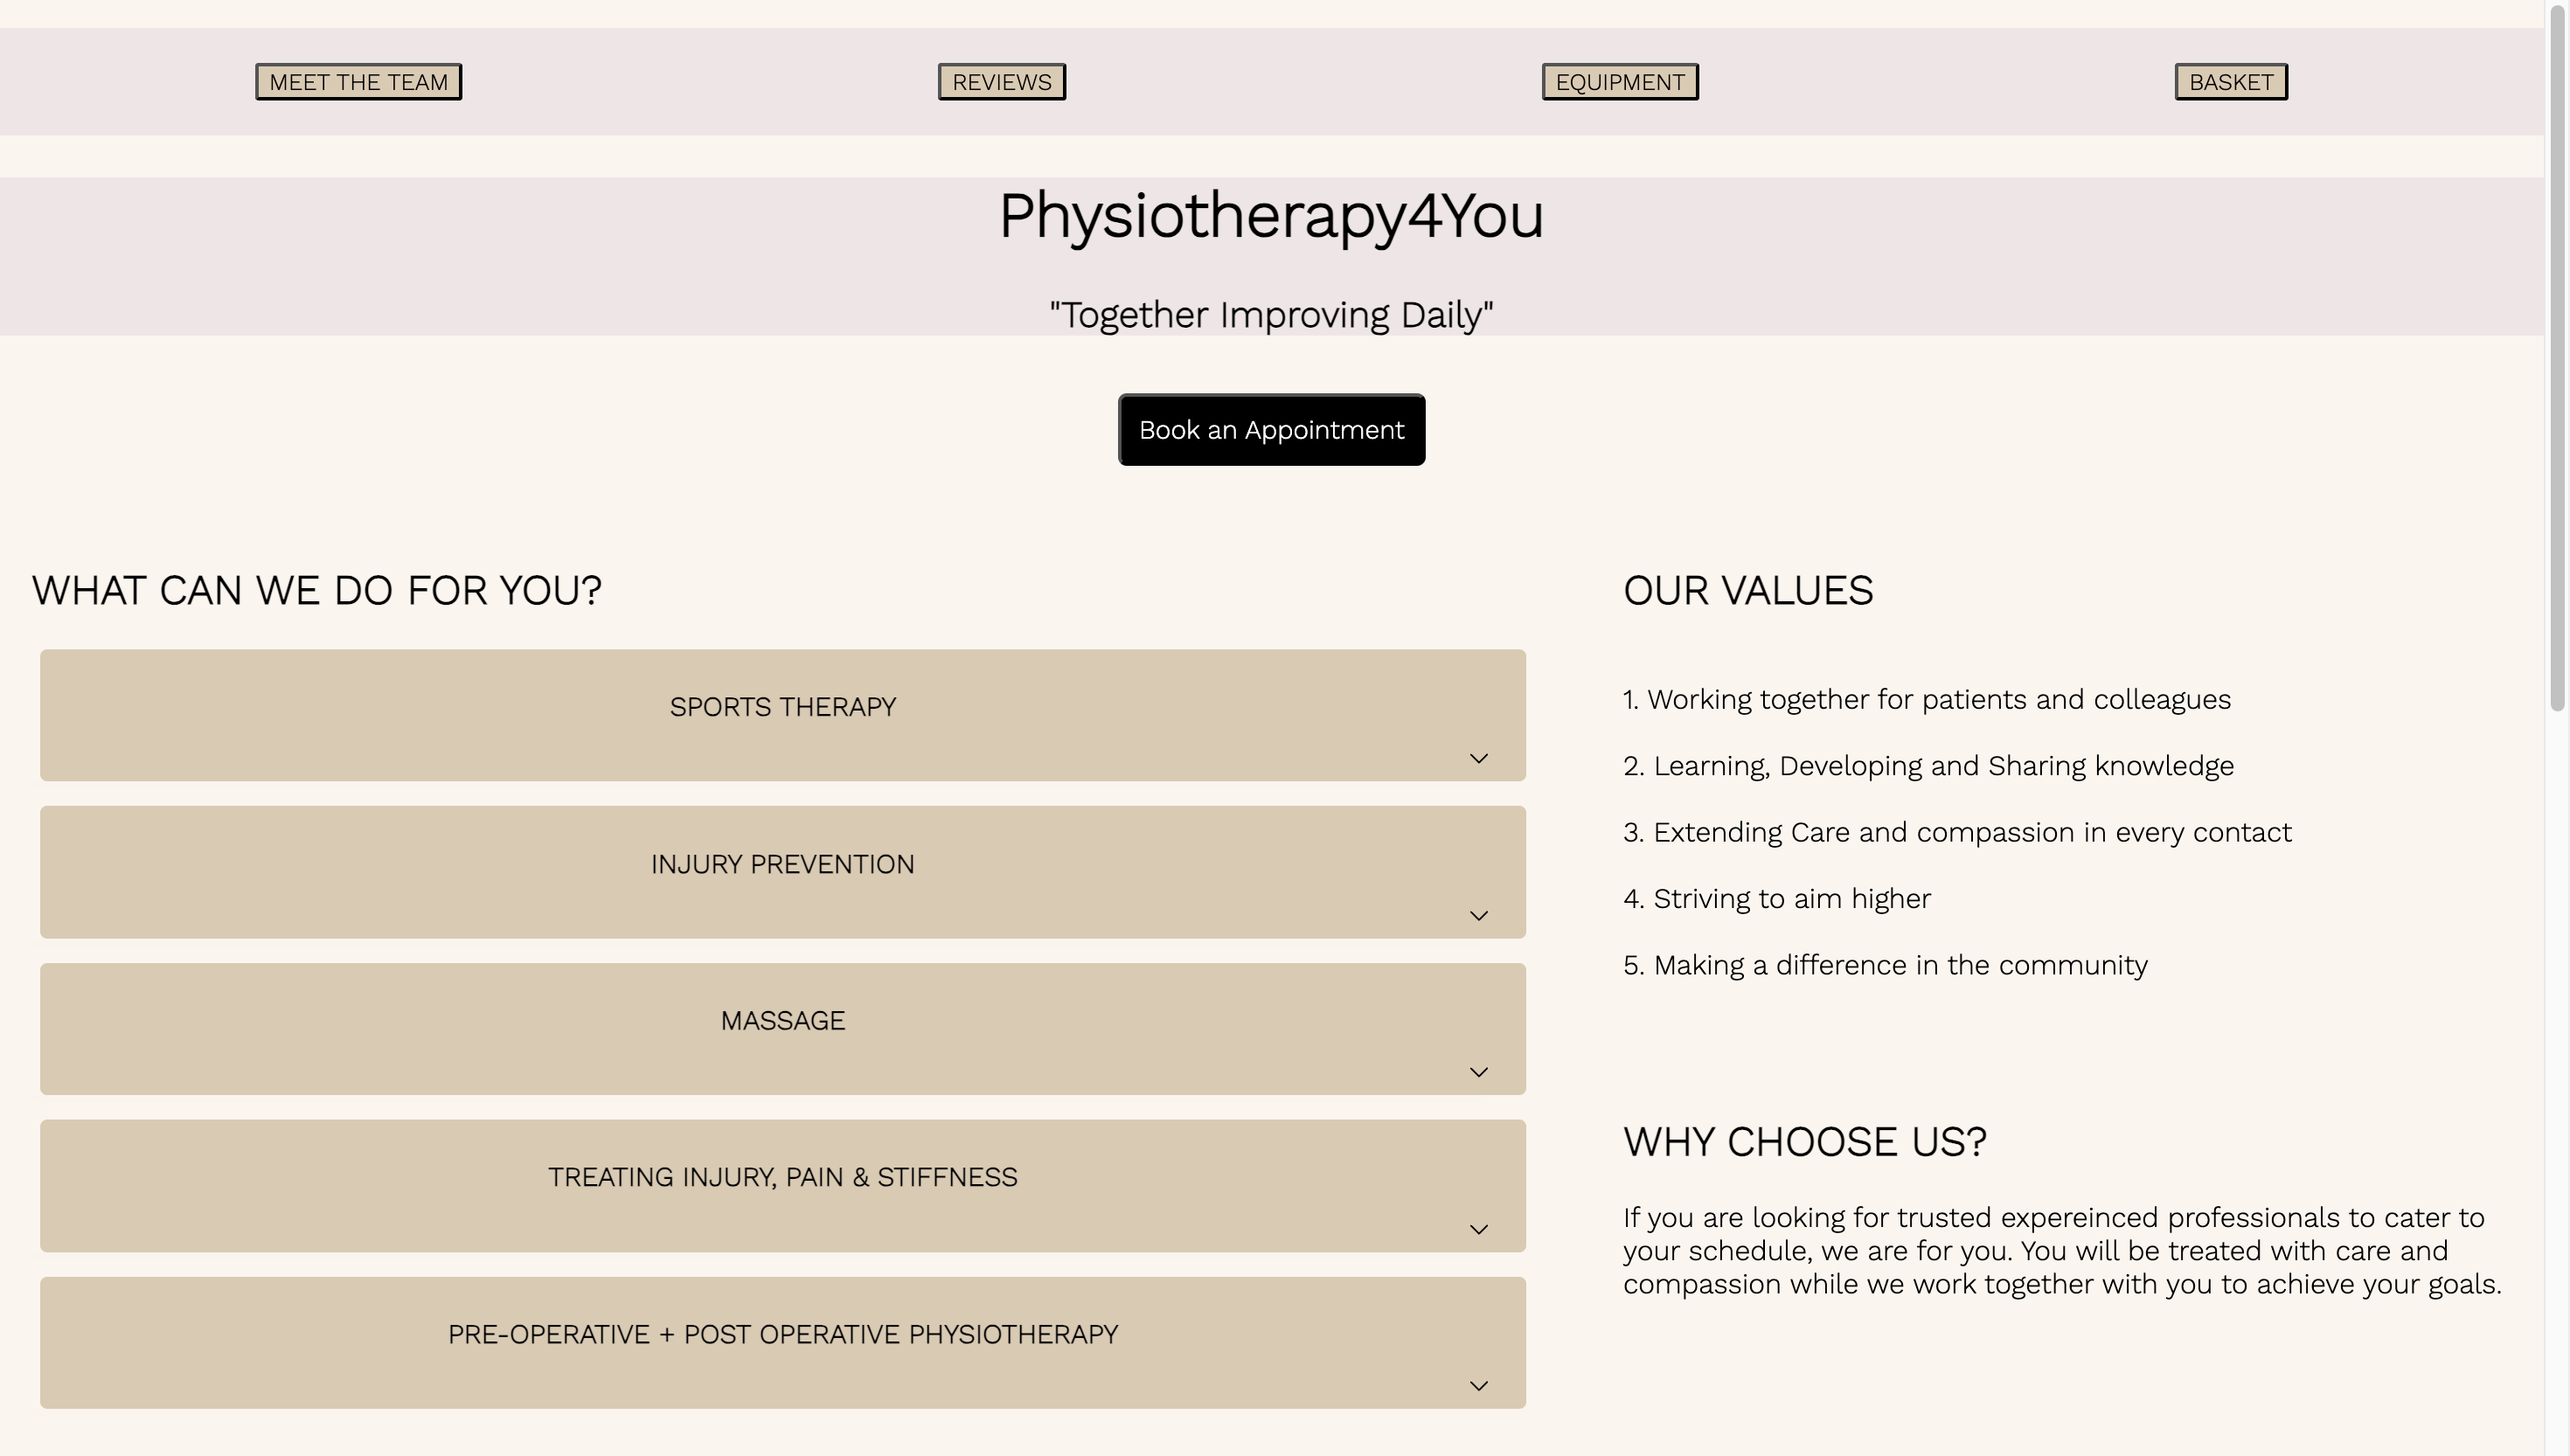 MEET THE TEAM
REVIEWS
EQUIPMENT
BASKET
Physiotherapy4You
"Together Improving Daily"
Book an Appointment
WHAT CAN WE DO FOR YOU?
SPORTS THERAPY
INJURY PREVENTION
MASSAGE
TREATING INJURY, PAIN & STIFFNESS
PRE-OPERATIVE + POST OPERATIVE PHYSIOTHERAPY
OUR VALUES
1. Working together for patients and colleagues
2. Learning, Developing and Sharing knowledge
3. Extending Care and compassion in every contact
4. Striving to aim higher
5. Making a difference in the community
WHY CHOOSE US?
If you are looking for trusted expereinced professionals to cater to
your schedule, we are for you. You will be treated with care and
compassion while we work together with you to achieve your goals.